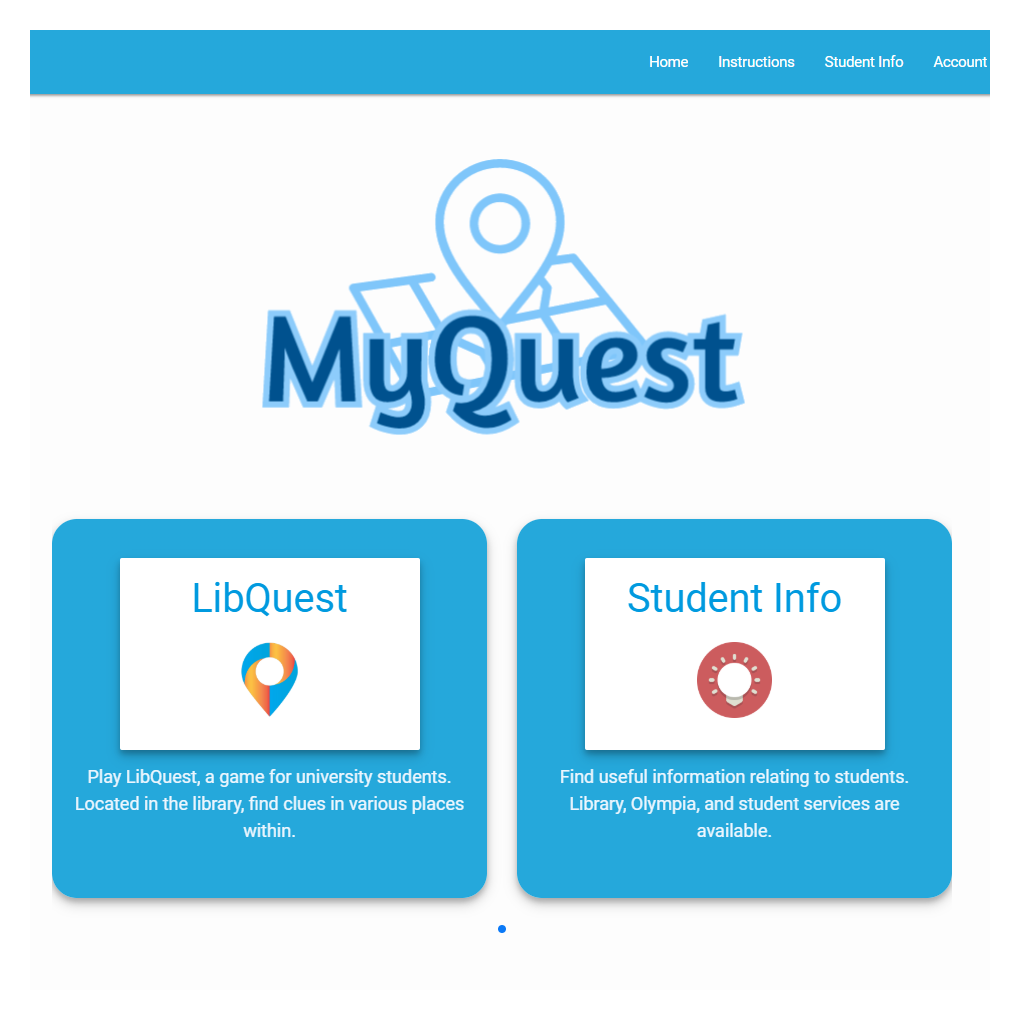 Home Instructions Student Info Account
MyQuest
LibQuest
Play LibQuest, a game for university students.
Located in the library, find clues in various places
within.
Student Info
Find useful information relating to students.
Library, Olympia, and student services are
available.